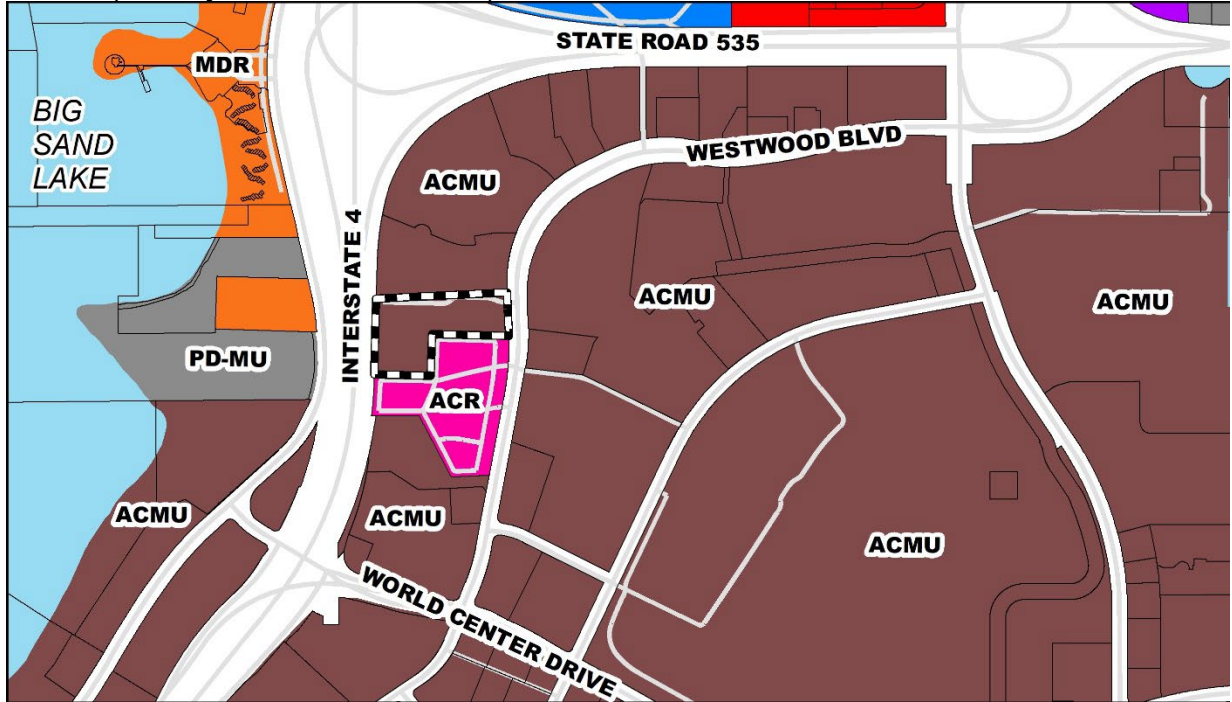 STATE ROAD 535
MDR
BIG
SAND
LAKE
WESTWOOD BLVD
ACMU
INTERSTATE 4
ACMU
ACMU
PD-MU
ACR
ACMU
ACMU
ACMU
WORLD CENTER DRIVE